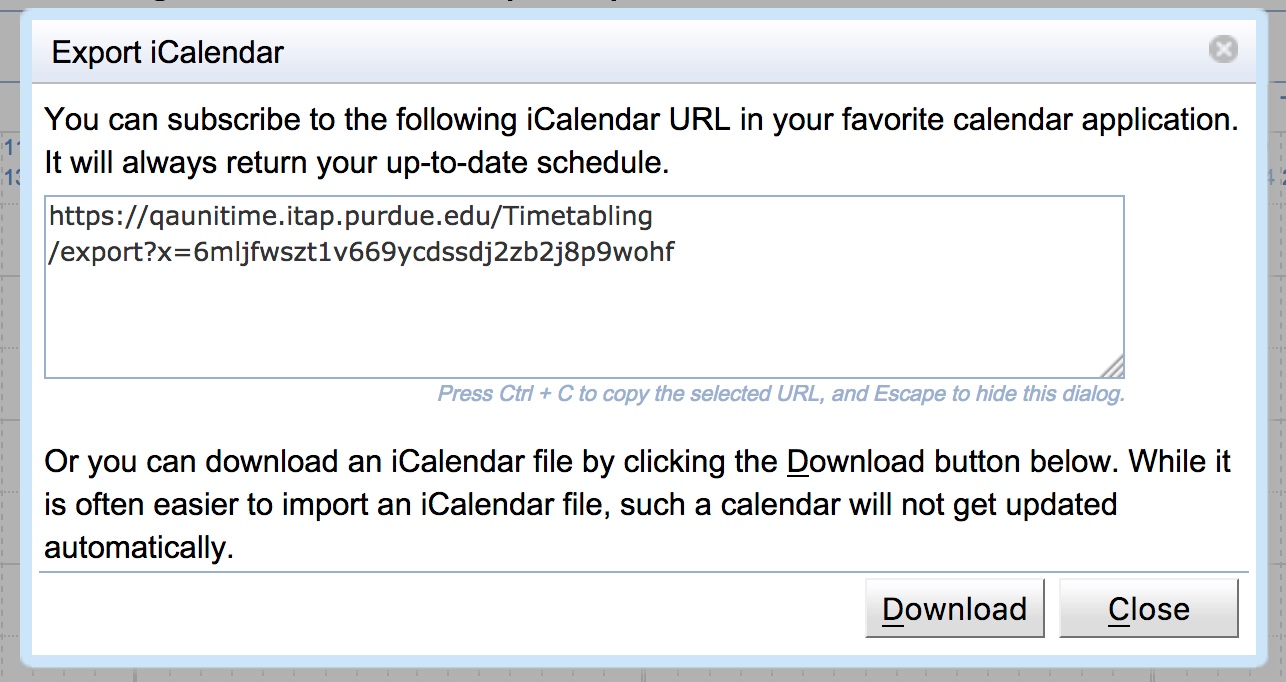 Export iCalendar
You can subscribe to the following iCalendar URL in your favorite calendar application.
It will always return your up-to-date schedule.
https://qaunitime.itap.purdue.edu/Timetabling
/export?x=6mljfwszt1v669ycdssdj2zb2j8p9wohf
Press Ctrl + C to copy the selected URL, and Escape to hide this dialog.
Or you can download an iCalendar file by clicking the Download button below. While it
is often easier to import an iCalendar file, such a calendar will not get updated
automatically.
Download Close